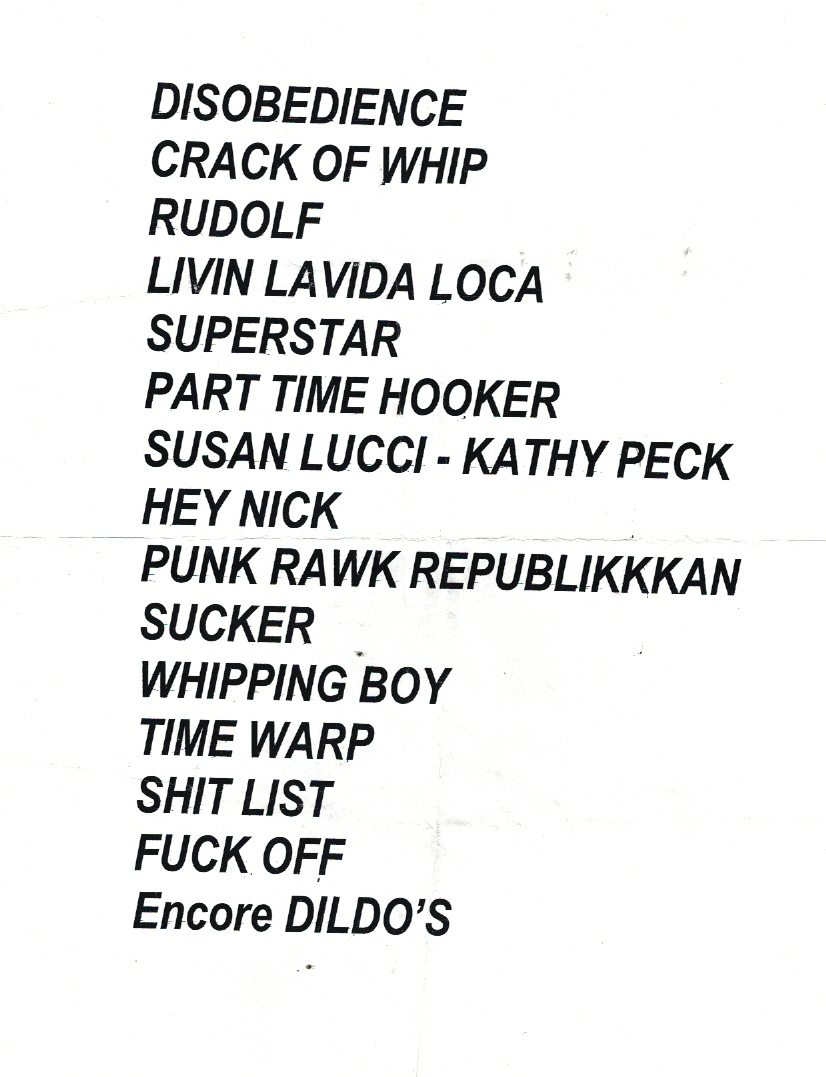 DISOBEDIENCE
CRACK OF WHIP
RUDOLF
LIVIN LAVIDA LOCA
SUPERSTAR
PART TIME HOOKER
SUSAN LUCCI - KATHY PECK
HEY NICK
PUNK RAWK REPUBLIKKKAN
SUCKER
WHIPPING BOY
TIME WARP
SHIT LIST
FUCK OFF
Encore DILDO'S